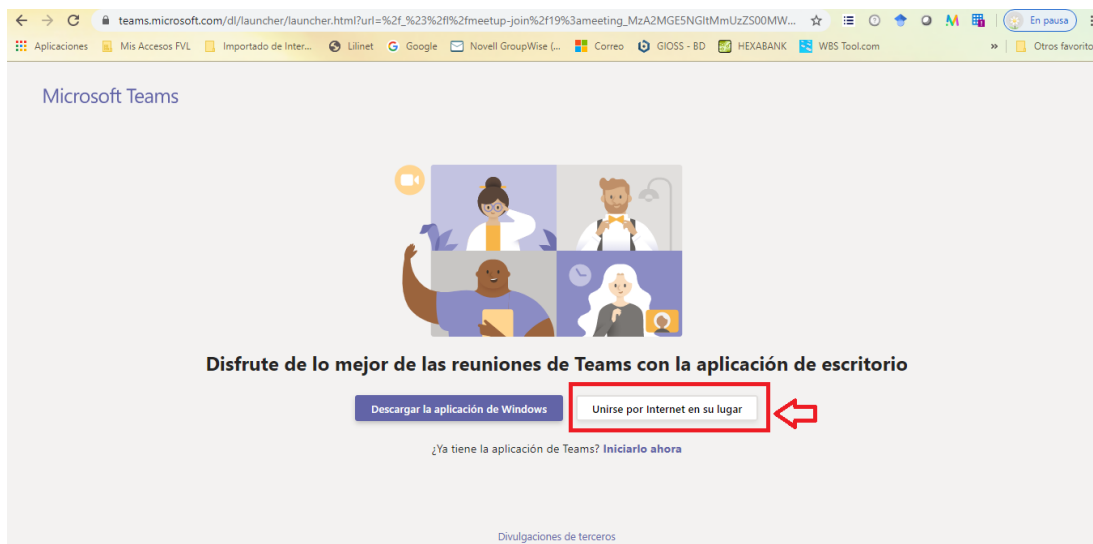 teams.microsoft.com/dl/launcher/launcher.html?url=%2f_%23%2fl%2fmeetup-join%2f19%3ameeting_MzA2MGE5NGItMmUzZS00MW... En pausa
Aplicaciones Mis Accesos FVL Importado de Inter... Lilinet Google Novell GroupWise (... Correo GIOSS - BD HEXABANK WBS Tool.com » Otros favorito
Microsoft Teams
Disfrute de lo mejor de las reuniones de Teams con la aplicación de escritorio
Descargar la aplicación de Windows Unirse por Internet en su lugar
¿Ya tiene la aplicación de Teams? Iniciarlo ahora
Divulgaciones de terceros